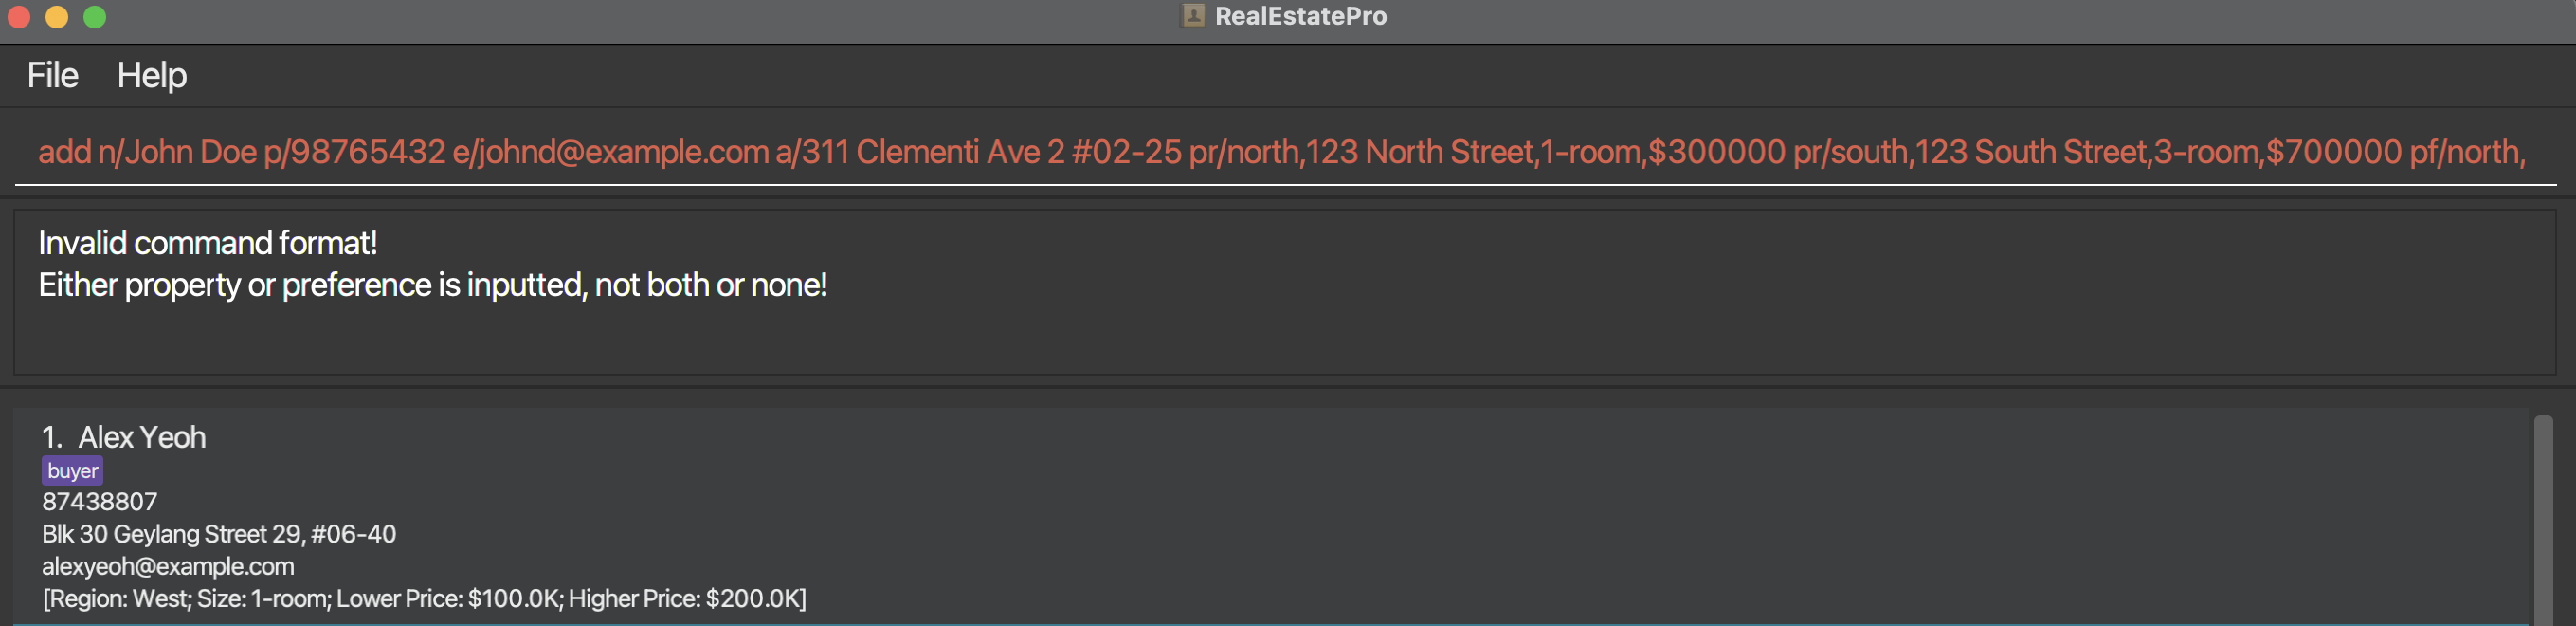 RealEstatePro
File Help
add n/John Doe p/98765432 e/johnd@example.com a/311 Clementi Ave 2 #02-25 pr/north,123 North Street,1-room,$300000 pr/south,123 South Street,3-room,$700000 pf/north,
Invalid command format!
Either property or preference is inputted, not both or none!
1. Alex Yeoh
buyer
87438807
Blk 30 Geylang Street 29, #06-40
alexyeoh@example.com
[Region: West; Size: 1-room; Lower Price: $100.0K; Higher Price: $200.0K]